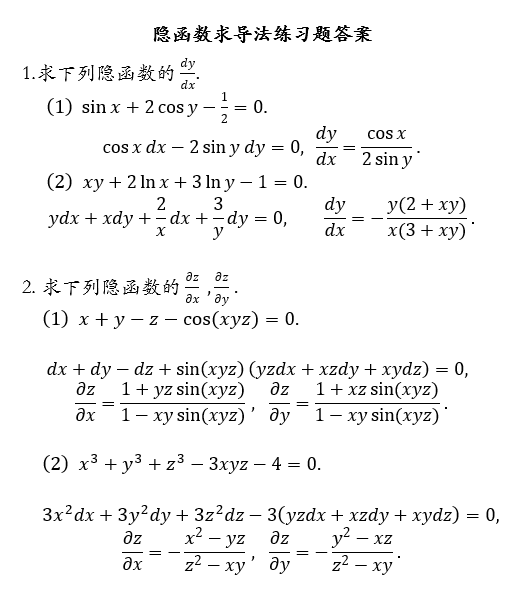 隐函数求导法练习题答案
1.求下列隐函数的 dy/dx.
(1) sin x + 2 cos y − 1/2 = 0.
cos x dx − 2 sin y dy = 0, dy/dx = cos x/(2 sin y).
(2) xy + 2 ln x + 3 ln y − 1 = 0.
ydx + xdy + 2/x dx + 3/y dy = 0, dy/dx = − y(2 + xy)/x(3 + xy).
2. 求下列隐函数的 ∂z/∂x , ∂z/∂y .
(1) x + y − z − cos(xyz) = 0.
dx + dy − dz + sin(xyz) (yzdx + xzdy + xydz) = 0,
∂z/∂x = (1 + yz sin(xyz))/(1 − xy sin(xyz)) , ∂z/∂y = (1 + xz sin(xyz))/(1 − xy sin(xyz)) .
(2) x³ + y³ + z³ − 3xyz − 4 = 0.
3x²dx + 3y²dy + 3z²dz − 3(yzdx + xzdy + xydz) = 0,
∂z/∂x = − (x² − yz)/(z² − xy) , ∂z/∂y = − (y² − xz)/(z² − xy) .